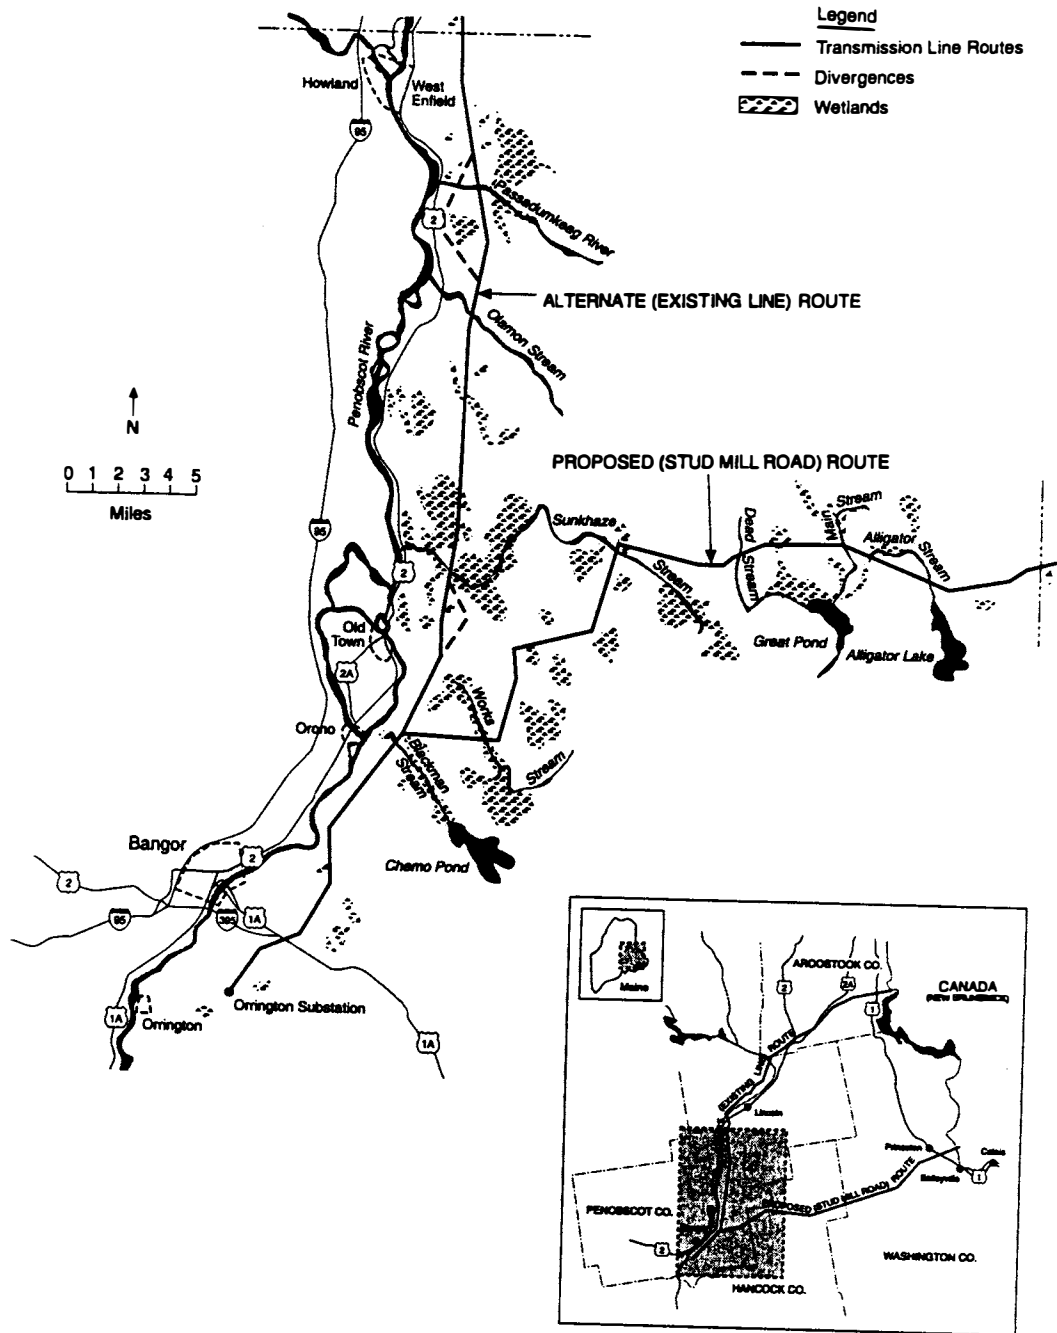 Legend
Transmission Line Routes
Divergences
Wetlands
Howland
West
Enfield
95
Passadumkeag River
2
ALTERNATE (EXISTING LINE) ROUTE
Olamon Stream
Penobscot River
N
0 1 2 3 4 5
Miles
PROPOSED (STUD MILL ROAD) ROUTE
Sunkhaze
Stream
Dead
Stream
Main
Stream
Alligator
Stream
95
2
Old
Town
2A
Great Pond
Alligator Lake
Works
Stream
Orono
Blackman
Stream
Bangor
2
2
Chemo Pond
95
395
1A
Orrington Substation
1A
Orrington
1A
Maine
AROOSTOOK CO.
2
2A
1
CANADA
(NEW BRUNSWICK)
(EXISTING LINE) ROUTE
Lincoln
Princeton
Calais
Baileyville
1
PROPOSED (STUD MILL ROAD) ROUTE
PENOBSCOT CO.
2
WASHINGTON CO.
HANCOCK CO.